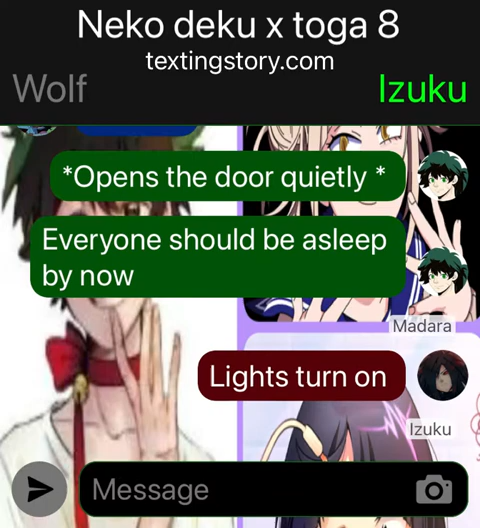 Neko deku x toga 8
textingstory.com
Wolf
Izuku
*Opens the door quietly *
Everyone should be asleep
by now
Madara
Lights turn on
Izuku
Message